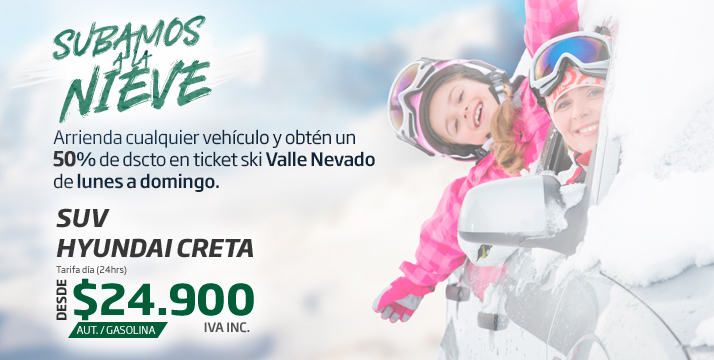 SUBAMOS
A LA
NIEVE
Arrienda cualquier vehículo y obtén un
50% de dscto en ticket ski Valle Nevado
de lunes a domingo.
SUV
HYUNDAI CRETA
Tarifa día (24hrs)
DESDE
$24.900
AUT. / GASOLINA
IVA INC.